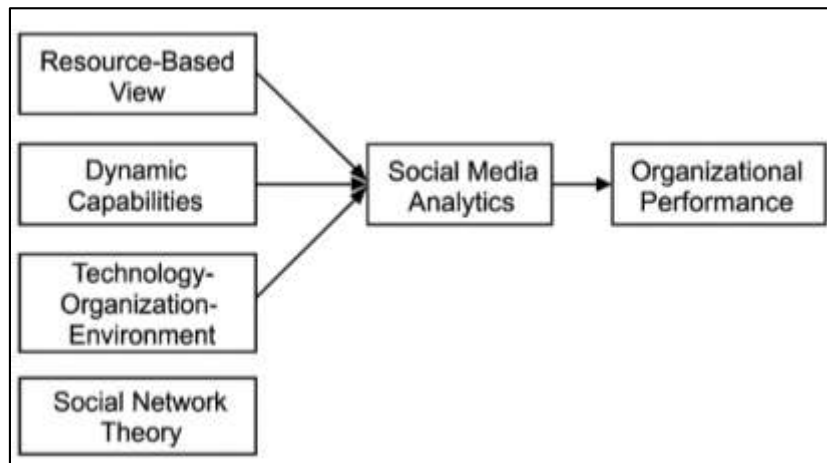 Resource-Based
View
Dynamic
Capabilities
Technology-
Organization-
Environment
Social Network
Theory
Social Media
Analytics
Organizational
Performance